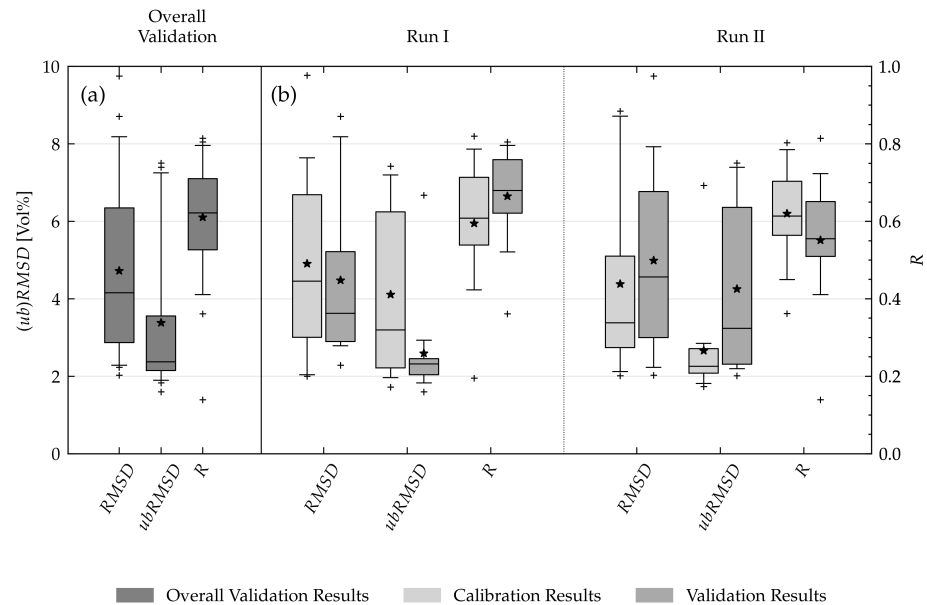 Overall
Validation
Run I
Run II
(a)
(b)
10
8
6
4
2
0
(ub)RMSD [Vol%]
1.0
0.8
0.6
0.4
0.2
0.0
R
RMSD
ubRMSD
R
RMSD
ubRMSD
R
RMSD
ubRMSD
R
Overall Validation Results
Calibration Results
Validation Results